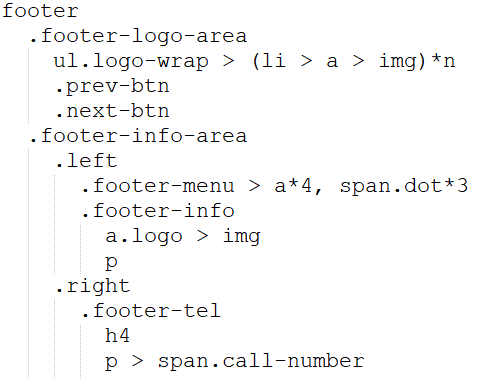 footer
.footer-logo-area
ul.logo-wrap > (li > a > img)*n
.prev-btn
.next-btn
.footer-info-area
.left
.footer-menu > a*4, span.dot*3
.footer-info
a.logo > img
p
.right
.footer-tel
h4
p > span.call-number